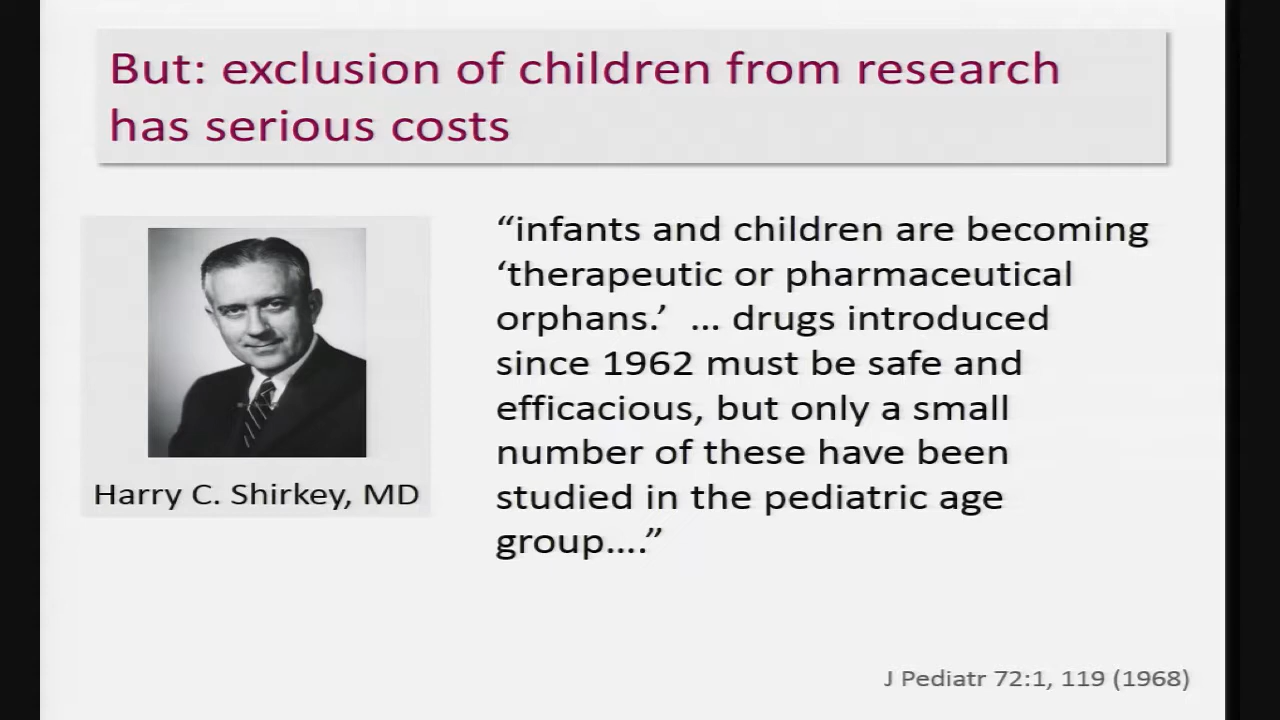 But: exclusion of children from research
has serious costs
Harry C. Shirkey, MD
“infants and children are becoming
‘therapeutic or pharmaceutical
orphans.’ ... drugs introduced
since 1962 must be safe and
efficacious, but only a small
number of these have been
studied in the pediatric age
group....”
J Pediatr 72:1, 119 (1968)